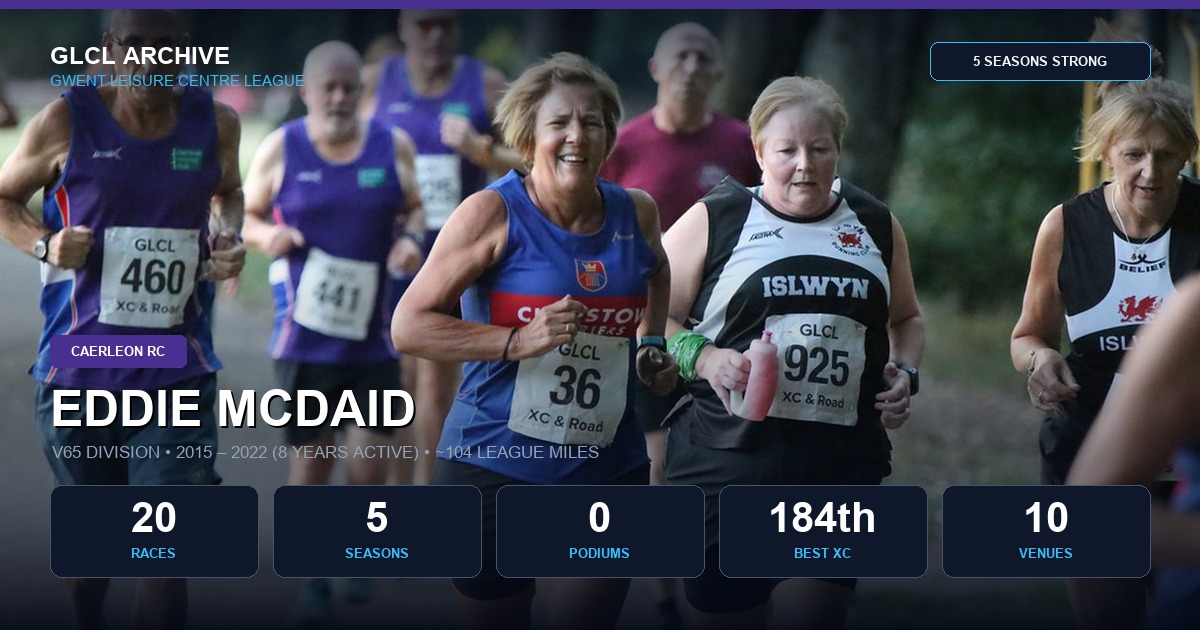 GLCL ARCHIVE
GWENT LEISURE CENTRE LEAGUE
5 SEASONS STRONG
GLCL
460
XC & Road
441
GLCL
36
XC & Road
ISLWYN
GLCL
925
XC & Road
BELIEF
CAERLEON RC
EDDIE MCDAID
V65 DIVISION • 2015 – 2022 (8 YEARS ACTIVE) • ~104 LEAGUE MILES
20
RACES
5
SEASONS
0
PODIUMS
184th
BEST XC
10
VENUES